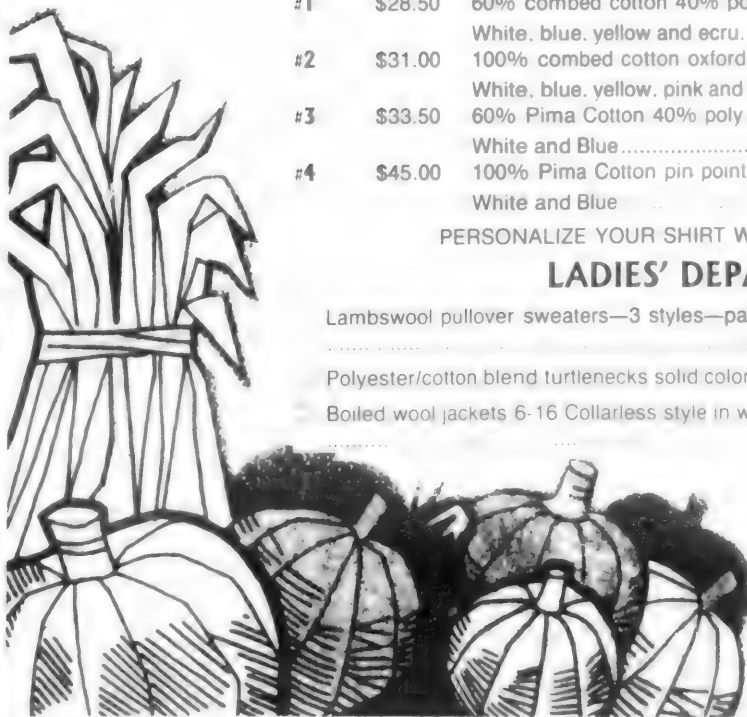 #1 $28.50 60% combed cotton 40% po
White, blue, yellow and ecru.
#2 $31.00 100% combed cotton oxford
White, blue, yellow, pink and
#3 $33.50 60% Pima Cotton 40% poly
White and Blue......................
#4 $45.00 100% Pima Cotton pin point
White and Blue
PERSONALIZE YOUR SHIRT W
LADIES' DEPA
Lambswool pullover sweaters—3 styles—pa
Polyester/cotton blend turtlenecks solid color
Boiled wool jackets 6-16 Collarless style in w